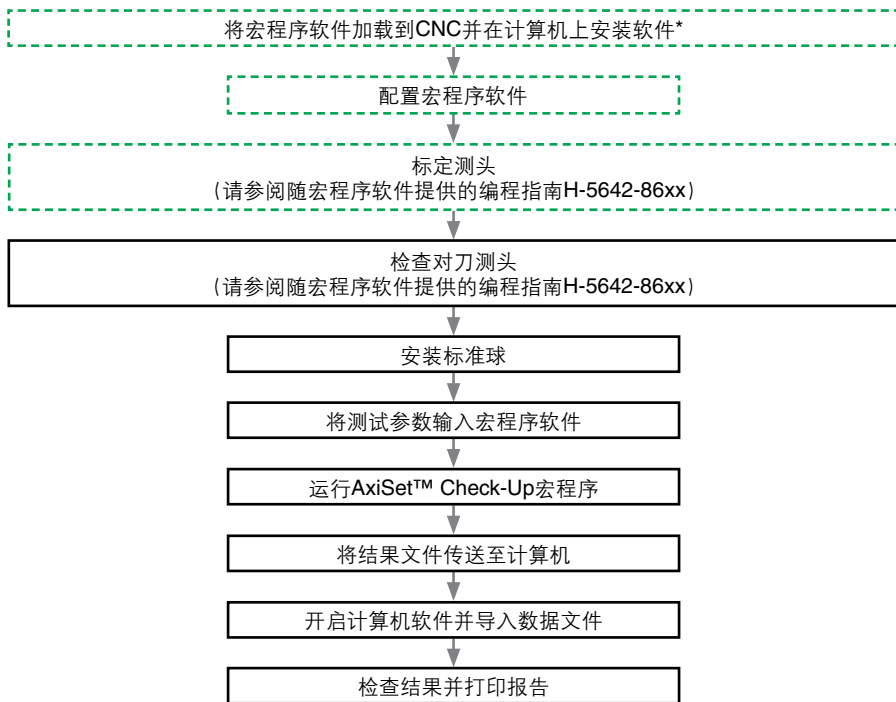 将宏程序软件加载到CNC并在计算机上安装软件*
配置宏程序软件
标定测头
(请参阅随宏程序软件提供的编程指南H-5642-86xx)
检查对刀测头
(请参阅随宏程序软件提供的编程指南H-5642-86xx)
安装标准球
将测试参数输入宏程序软件
运行AxiSet™ Check-Up宏程序
将结果文件传送至计算机
开启计算机软件并导入数据文件
检查结果并打印报告